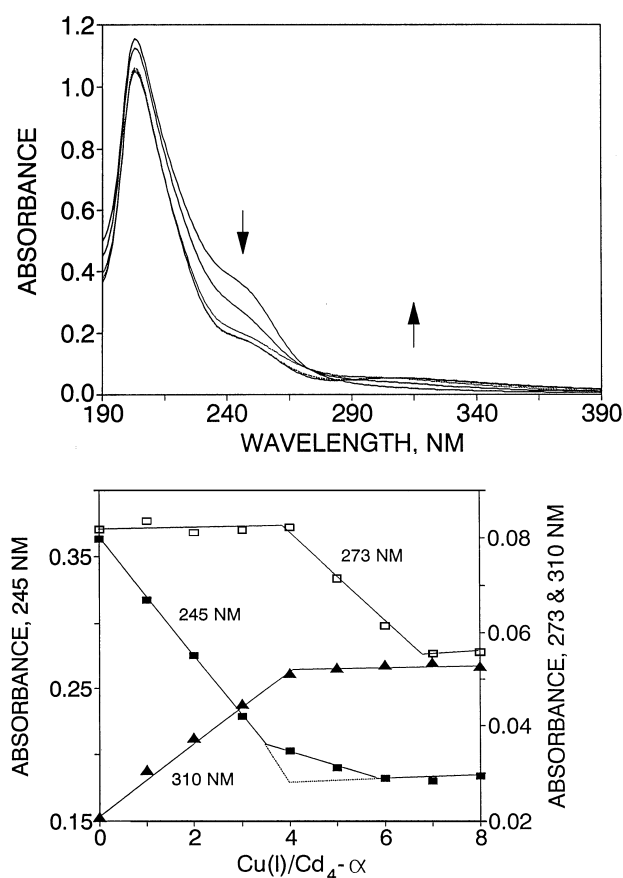 1.2
1.0
0.8
0.6
0.4
0.2
0.0
ABSORBANCE
190 240 290 340 390
WAVELENGTH, NM
0.35
0.25
0.15
ABSORBANCE, 245 NM
273 NM
245 NM
310 NM
0.08
0.06
0.04
0.02
ABSORBANCE, 273 & 310 NM
0 2 4 6 8
Cu(I)/Cd4-α